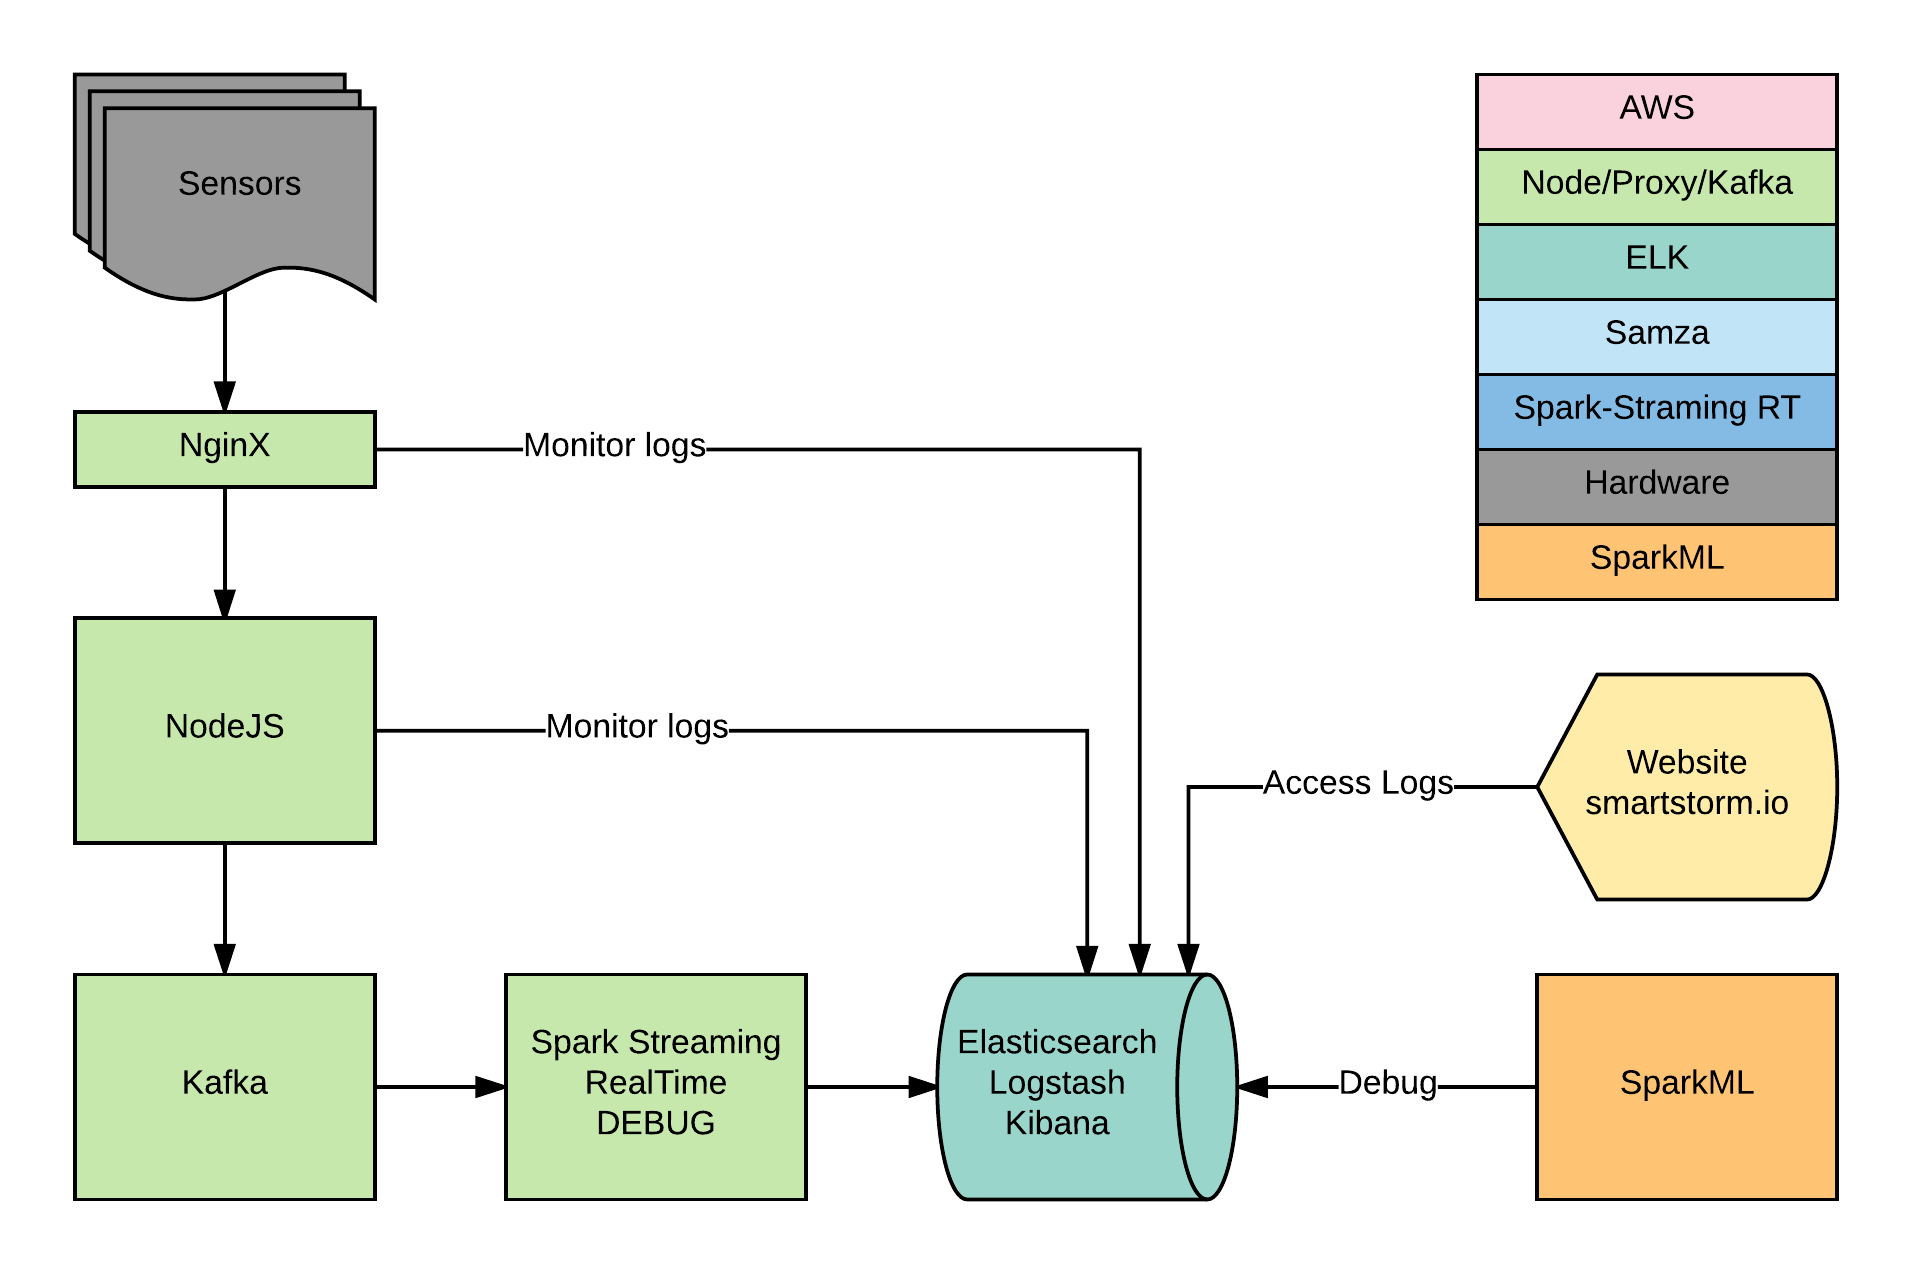 Sensors
AWS
Node/Proxy/Kafka
ELK
Samza
Spark-Straming RT
Hardware
SparkML
NginX
Monitor logs
NodeJS
Monitor logs
Access Logs
Website
smartstorm.io
Kafka
Spark Streaming
RealTime
DEBUG
Elasticsearch
Logstash
Kibana
Debug
SparkML